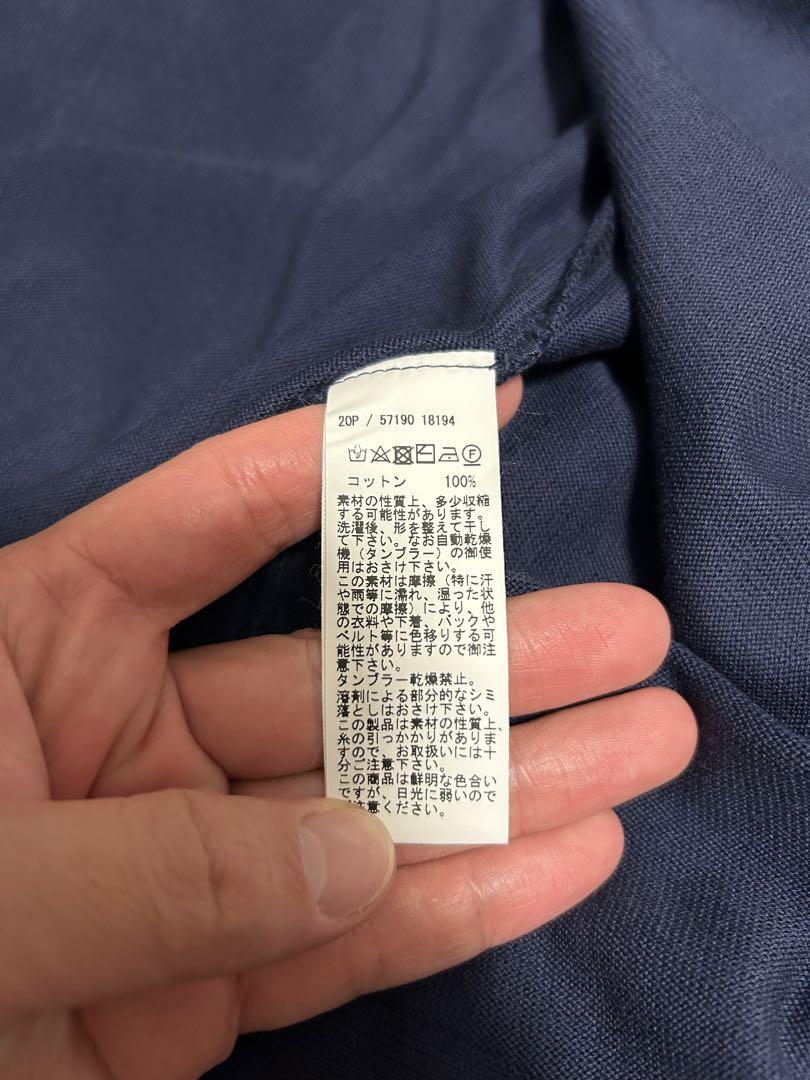 20P / 57190 18194
F
コットン 100%
素材の性質上、多少収縮
する可能性があります。
洗濯後、形を整えて干し
て下さい。なお自動乾燥
機（タンブラー）の御使
用はおさけ下さい。
この素材は摩擦（特に汗
や雨等に濡れ、湿った状
態での摩擦）により、他
の衣料や下着、バックや
ベルト等に色移りする可
能性がありますので御注
意下さい。
タンブラー乾燥禁止。
溶剤による部分的なシミ
落としはおさけ下さい。
この製品は素材の性質上、
糸の引っかかりがありま
すので、お取扱いには十
分ご注意下さい。
この商品は鮮明な色合い
ですが、日光に弱いので
注意ください。